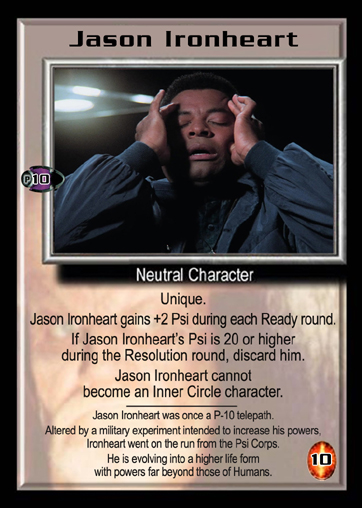 Jason Ironheart
P10
Neutral Character
Unique.
Jason Ironheart gains +2 Psi during each Ready round.
If Jason Ironheart's Psi is 20 or higher
during the Resolution round, discard him.
Jason Ironheart cannot
become an Inner Circle character.
Jason Ironheart was once a P-10 telepath.
Altered by a military experiment intended to increase his powers,
Ironheart went on the run from the Psi Corps.
He is evolving into a higher life form
with powers far beyond those of Humans.
10